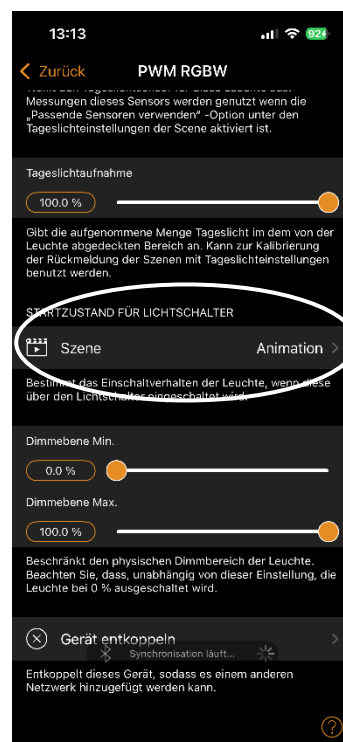 13:13
92
Zurück
PWM RGBW
Messungen dieses Sensors werden genutzt wenn die
„Passende Sensoren verwenden" -Option unter den
Tageslichteinstellungen der Scene aktiviert ist.
Tageslichtaufnahme
100.0 %
Gibt die aufgenommene Menge Tageslicht im dem von der
Leuchte abgedeckten Bereich an. Kann zur Kalibrierung
der Rückmeldung der Szenen mit Tageslichteinstellungen
benutzt werden.
STARTZUSTAND FÜR LICHTSCHALTER
Szene
Animation
Bestimmt das Einschaltverhalten der Leuchte, wenn diese
über den Lichtschalter eingeschaltet wird.
Dimmebene Min.
0.0 %
Dimmebene Max.
100.0 %
Beschränkt den physischen Dimmbereich der Leuchte.
Beachten Sie, dass, unabhängig von dieser Einstellung, die
Leuchte bei 0 % ausgeschaltet wird.
Gerät entkoppeln
Synchronisation läuft...
Entkoppelt dieses Gerät, sodass es einem anderen
Netzwerk hinzugefügt werden kann.
?